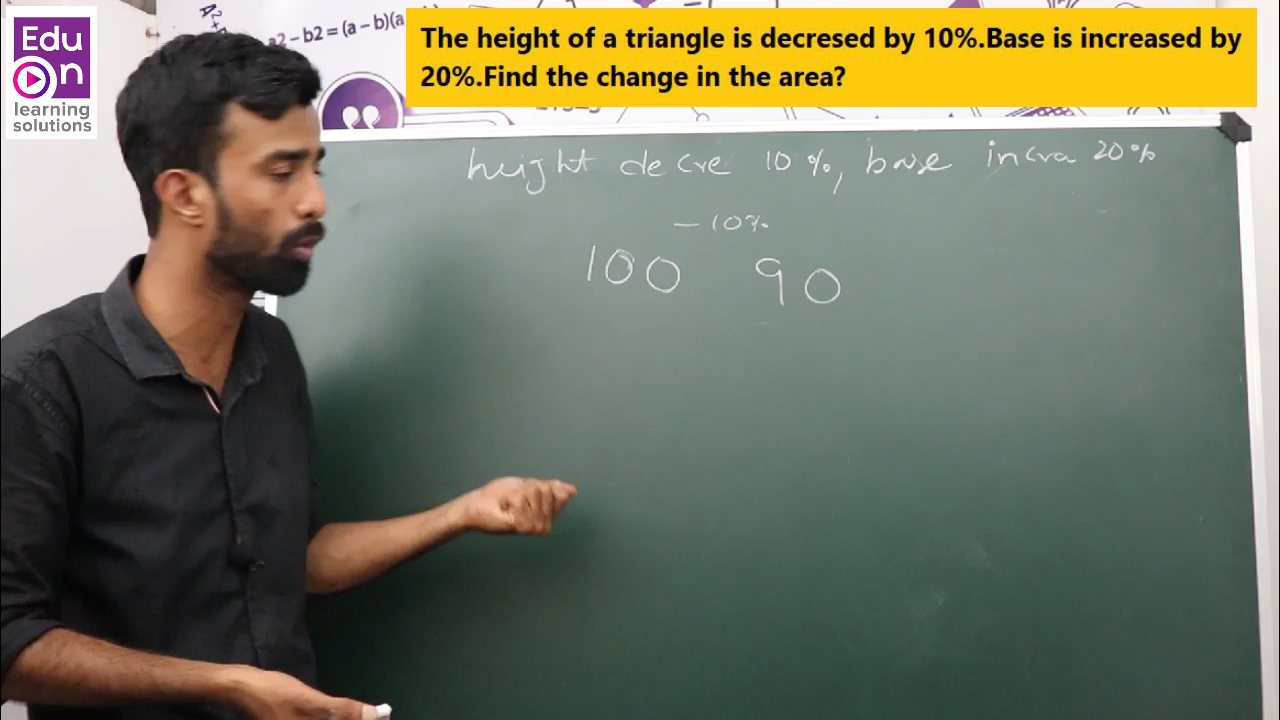 Edu
On
learning
solutions
a2 – b2 = (a – b)(a
The height of a triangle is decresed by 10%.Base is increased by
20%.Find the change in the area?
height decre 10%, base incra 20%
– 10%
100 90